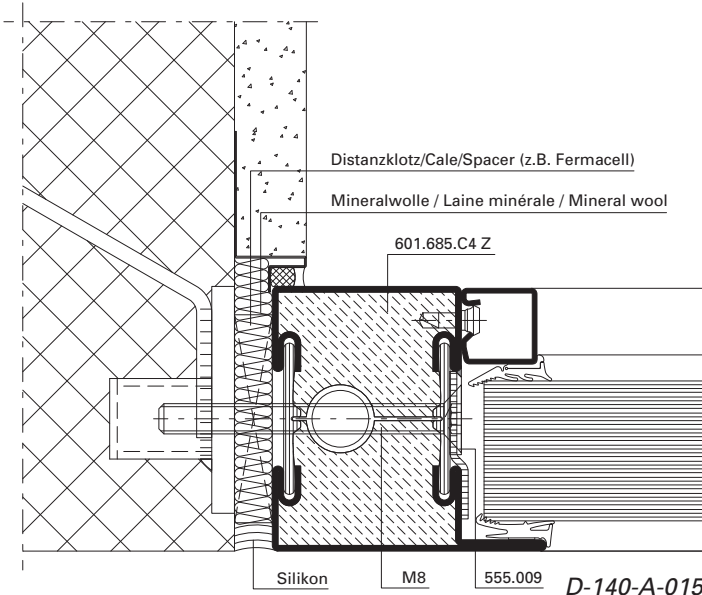 Distanzklotz/Cale/Spacer (z.B. Fermacell)
Mineralwolle / Laine minérale / Mineral wool
601.685.C4 Z
Silikon
M8
555.009
D-140-A-015